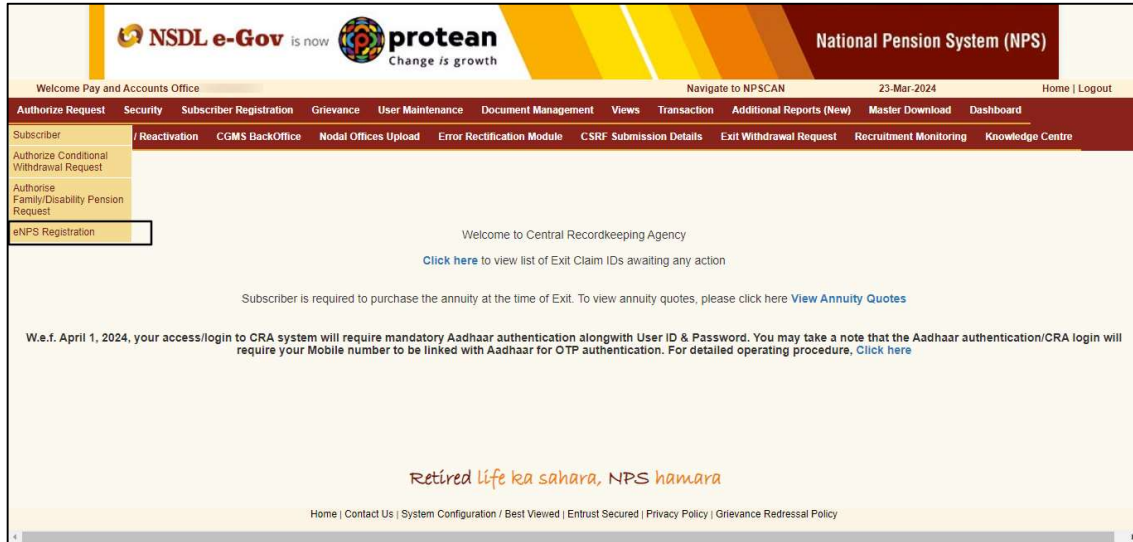 NSDL e-Gov is now protean
Change is growth
National Pension System (NPS)
Welcome Pay and Accounts Office
Navigate to NPSCAN
23-Mar-2024
Home | Logout
Authorize Request Security Subscriber Registration Grievance User Maintenance Document Management Views Transaction Additional Reports (New) Master Download Dashboard
/ Reactivation CGMS BackOffice Nodal Offices Upload Error Rectification Module CSRF Submission Details Exit Withdrawal Request Recruitment Monitoring Knowledge Centre
Subscriber
Authorize Conditional
Withdrawal Request
Authorise
Family/Disability Pension
Request
eNPS Registration
Welcome to Central Recordkeeping Agency
Click here to view list of Exit Claim IDs awaiting any action
Subscriber is required to purchase the annuity at the time of Exit. To view annuity quotes, please click here View Annuity Quotes
W.e.f. April 1, 2024, your access/login to CRA system will require mandatory Aadhaar authentication alongwith User ID & Password. You may take a note that the Aadhaar authentication/CRA login will
require your Mobile number to be linked with Aadhaar for OTP authentication. For detailed operating procedure, Click here
Retired life ka sahara, NPS hamara
Home | Contact Us | System Configuration / Best Viewed | Entrust Secured | Privacy Policy | Grievance Redressal Policy